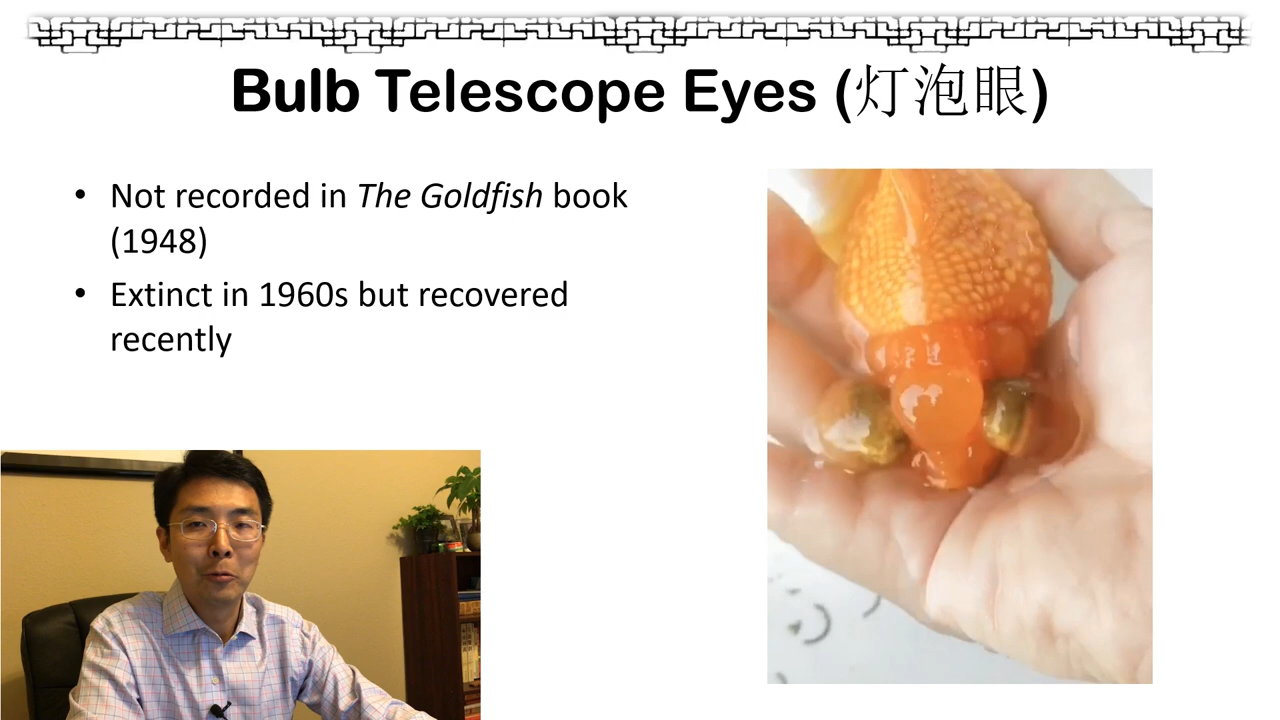 Bulb Telescope Eyes (灯泡眼)
• Not recorded in The Goldfish book
(1948)
• Extinct in 1960s but recovered
recently